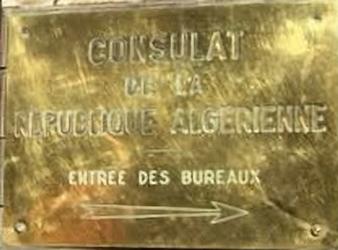 CONSULAT
DE LA
REPUBLIQUE ALGERIENNE
ENTREE DES BUREAUX